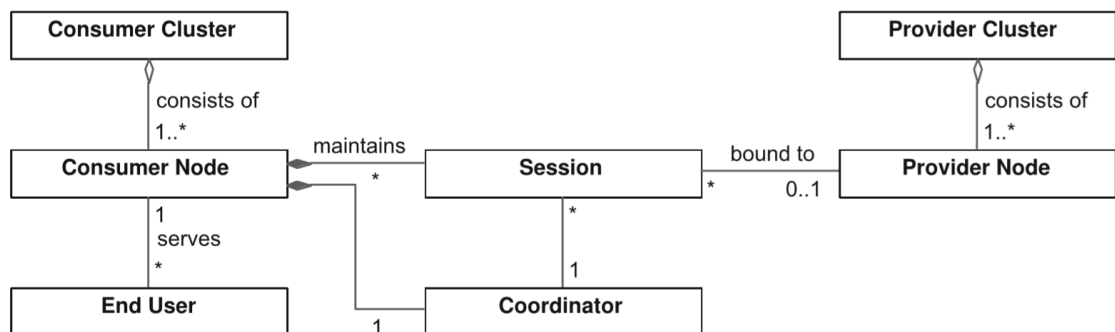 Consumer Cluster
Provider Cluster
consists of
1..*
consists of
1..*
Consumer Node
maintains
*
Session
bound to
*
0..1
Provider Node
1
serves
*
*
1
End User
Coordinator
1